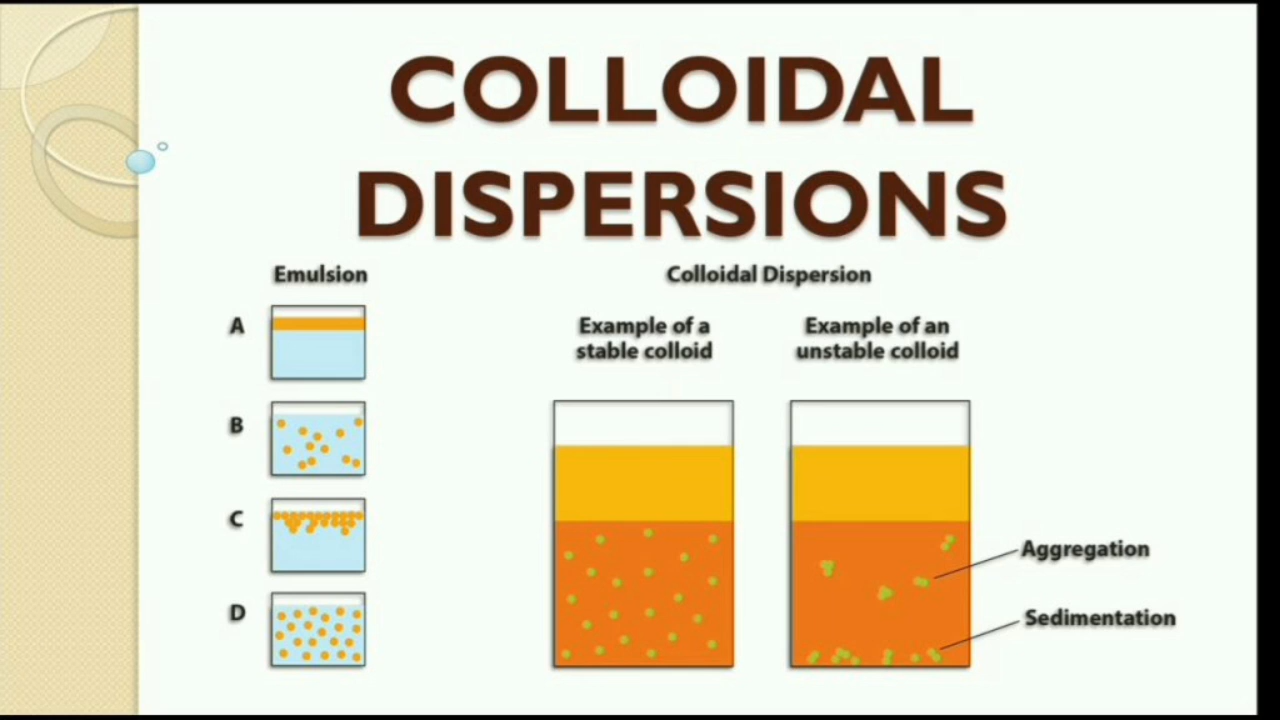 COLLOIDAL
DISPERSIONS
Emulsion
A
B
C
D
Colloidal Dispersion
Example of a
stable colloid
Example of an
unstable colloid
Aggregation
Sedimentation